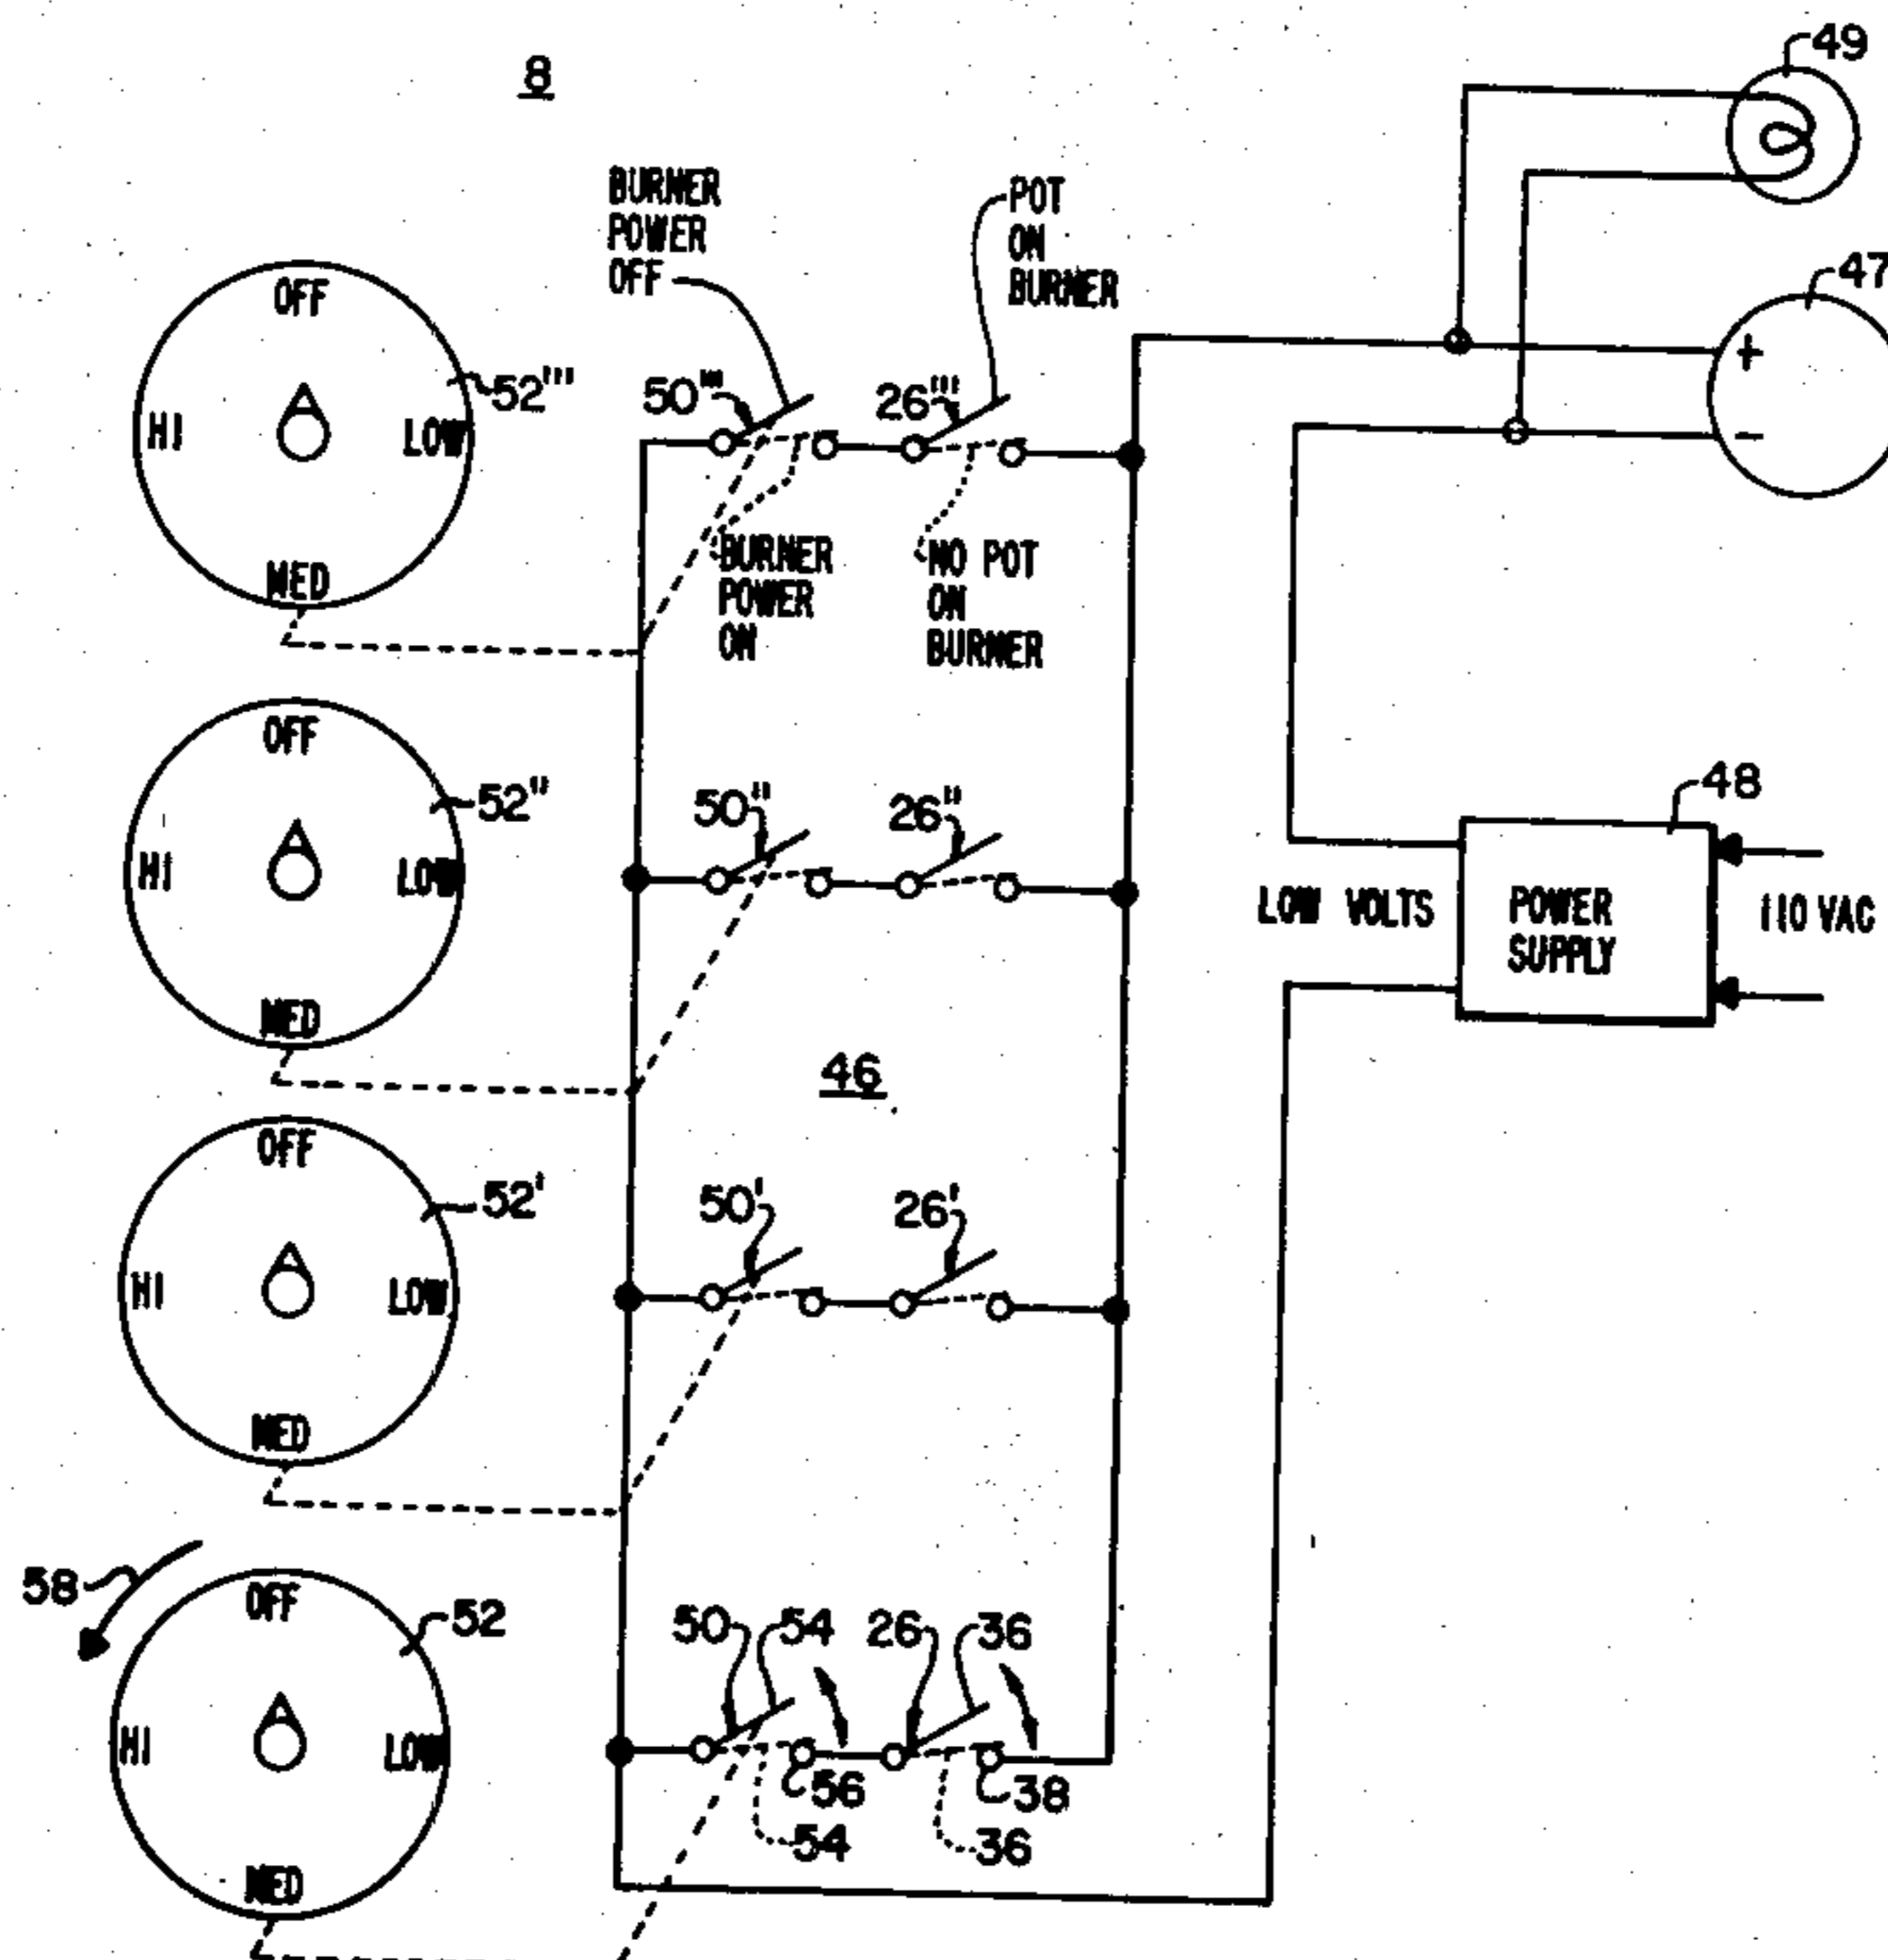 8
49
BURNER
POWER
OFF
POT
ON
BURNER
47
+
-
OFF
HI
LOW
MED
52'''
50'''
26'''
BURNER
POWER
ON
NO POT
ON
BURNER
OFF
HI
LOW
MED
52''
50''
26''
48
LOW VOLTS
POWER
SUPPLY
110 VAC
46
OFF
HI
LOW
MED
52'
50'
26'
58
OFF
HI
LOW
MED
52
50
54
26
36
56
38
54
36